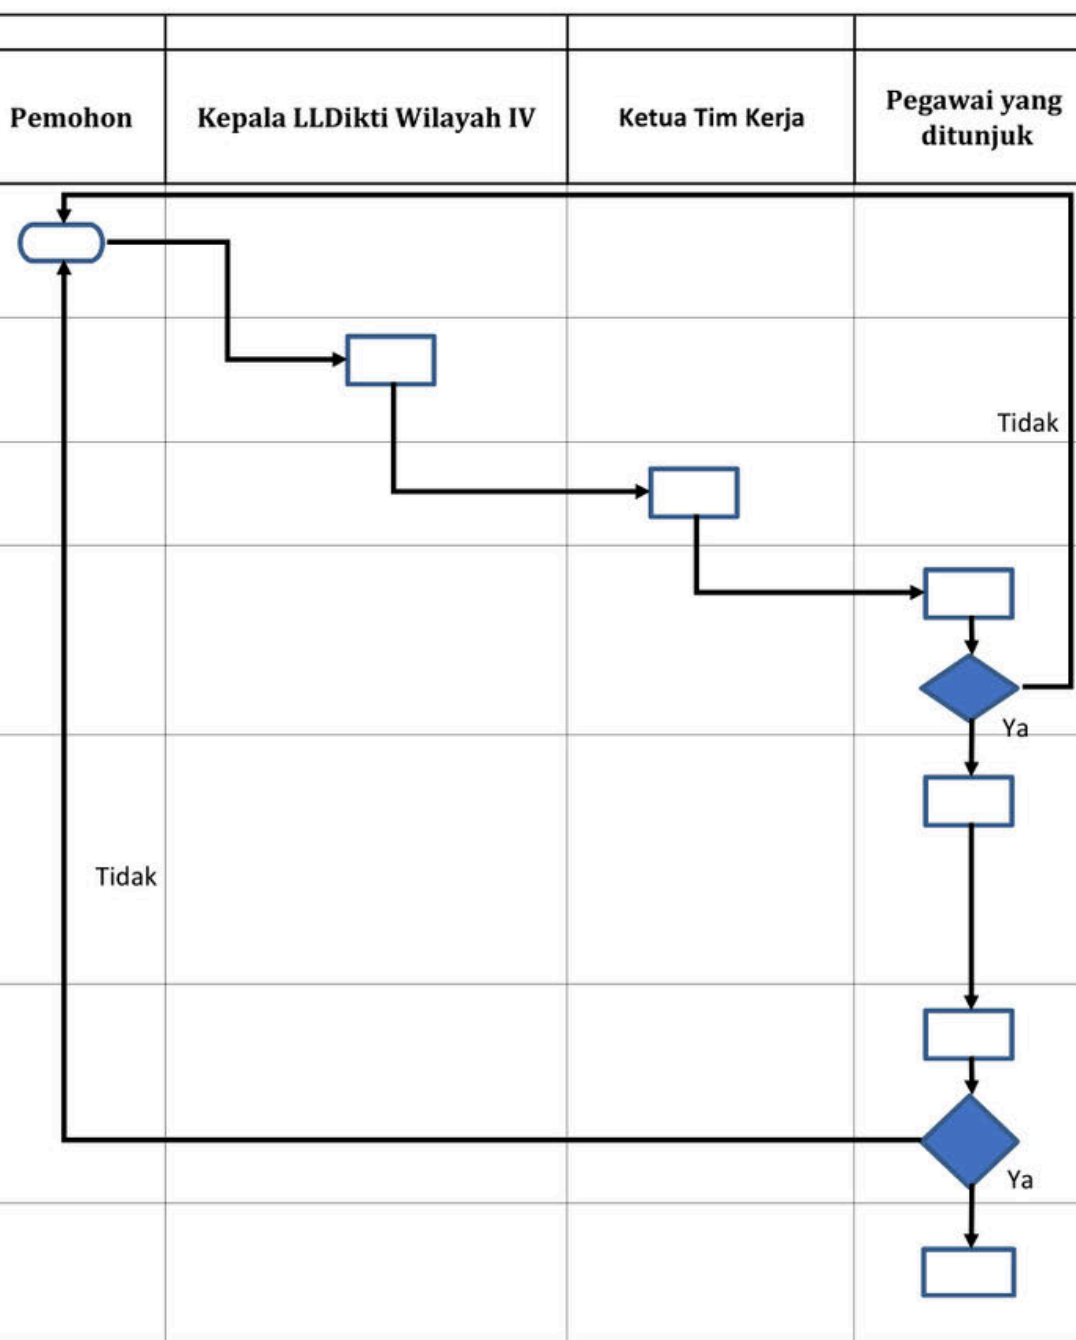 Pemohon
Kepala LLDikti Wilayah IV
Ketua Tim Kerja
Pegawai yang
ditunjuk
Tidak
Ya
Tidak
Ya